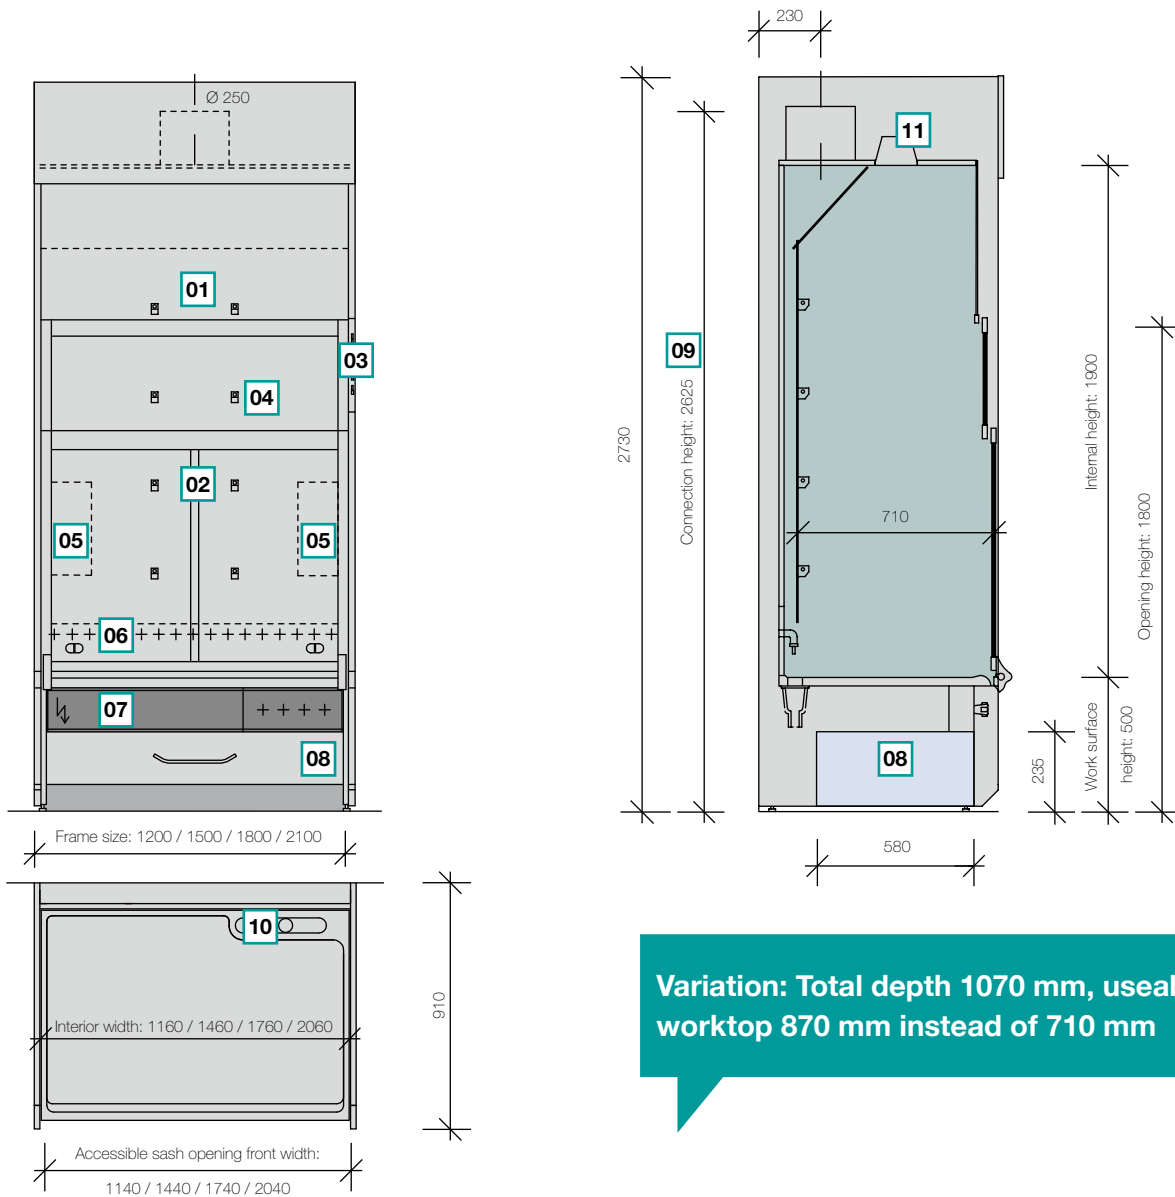 230
Ø 250
11
01
03
09
04
02
05
05
06
07
08
08
2730
Connection height: 2625
710
Internal height: 1900
Opening height: 1800
Work surface
height: 500
235
580
Frame size: 1200 / 1500 / 1800 / 2100
10
Interior width: 1160 / 1460 / 1760 / 2060
910
Accessible sash opening front width:
1140 / 1440 / 1740 / 2040
Variation: Total depth 1070 mm,
worktop 870 mm instead of 710 mm